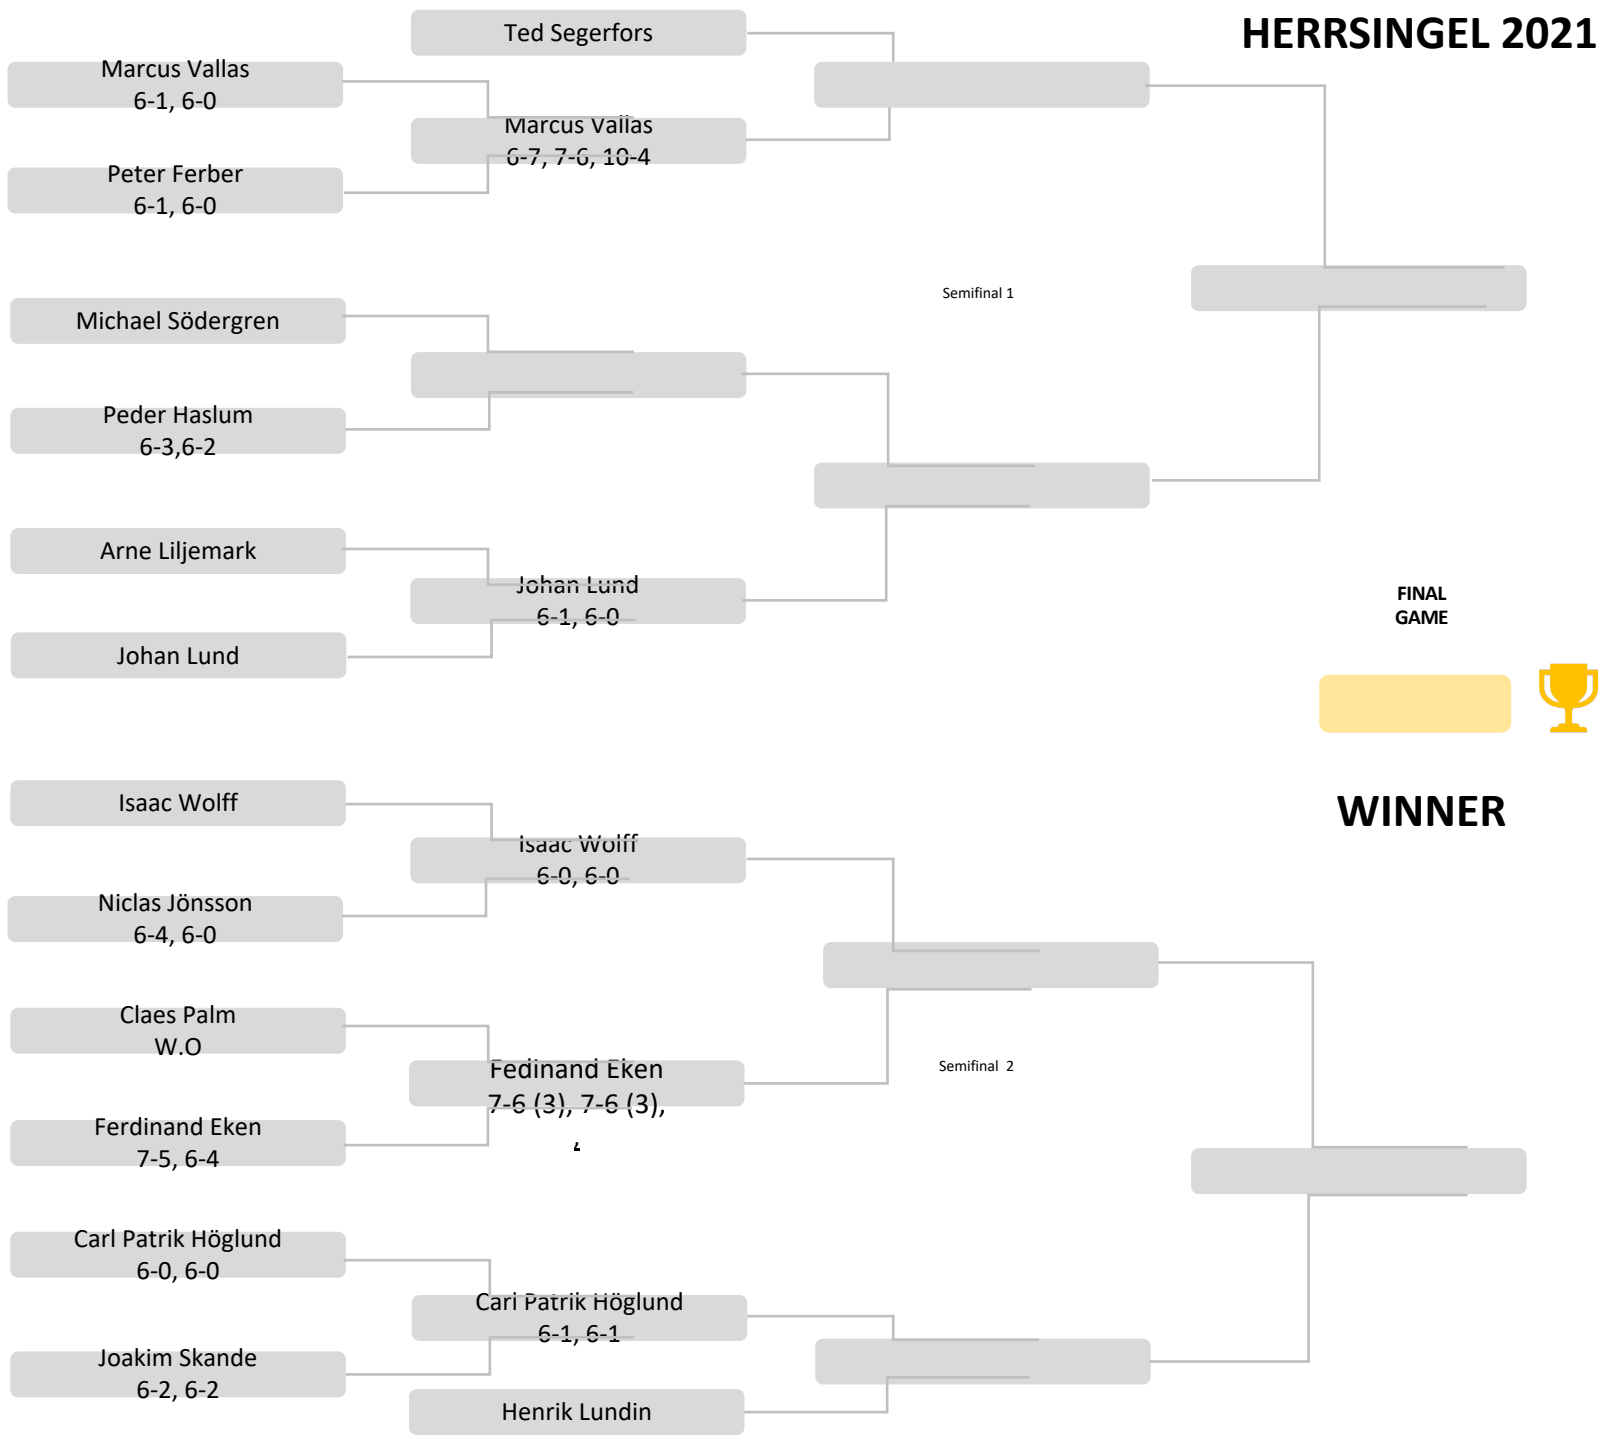 HERRSINGEL 2021
Ted Segerfors
Marcus Vallas
6-1, 6-0
Marcus Vallas
6-7, 7-6, 10-4
Peter Ferber
6-1, 6-0
Semifinal 1
Michael Södergren
Peder Haslum
6-3,6-2
Arne Liljemark
Johan Lund
6-1, 6-0
Johan Lund
FINAL
GAME
Isaac Wolff
WINNER
Isaac Wolff
6-0, 6-0
Niclas Jönsson
6-4, 6-0
Claes Palm
W.O
Fedinand Eken
7-6 (3), 7-6 (3),
Semifinal 2
Ferdinand Eken
7-5, 6-4
Carl Patrik Höglund
6-0, 6-0
Carl Patrik Höglund
6-1, 6-1
Joakim Skande
6-2, 6-2
Henrik Lundin